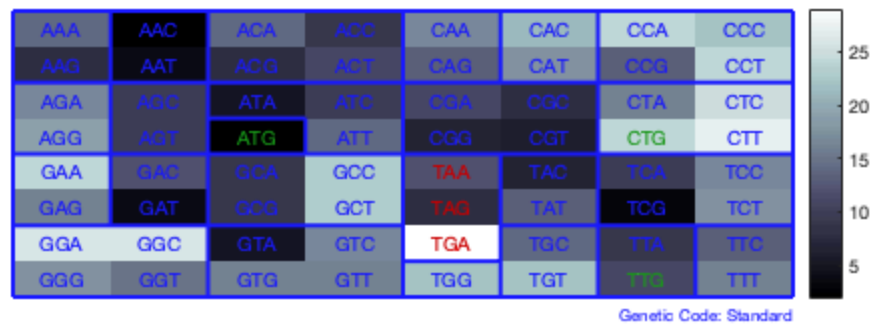 AAA AAC ACA ACC CAA CAC CCA CCC
AAG AAT ACG ACT CAG CAT CCG CCT
AGA AGC ATA ATC CGA CGC CTA CTC
AGG AGT ATG ATT CGG CGT CTG CTT
GAA GAC GCA GCC TAA TAC TCA TCC
GAG GAT GCG GCT TAG TAT TCG TCT
GGA GGC GTA GTC TGA TGC TTA TTC
GGG GGT GTG GTT TGG TGT TTG TTT
25
20
15
10
5
Genetic Code: Standard